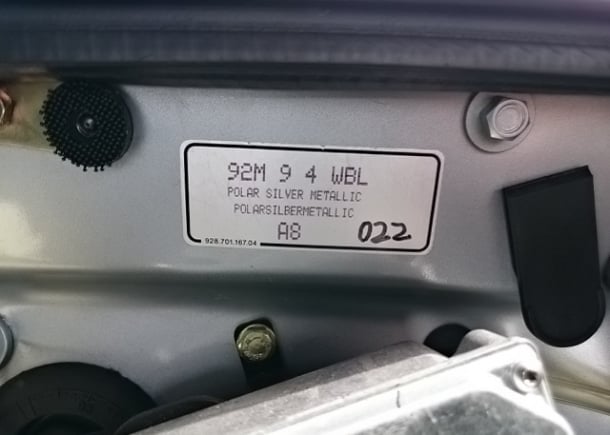 92M 9 4 WBL
POLAR SILVER METALLIC
POLARSILBERMETALLIC
A8 022
928.701.167.04